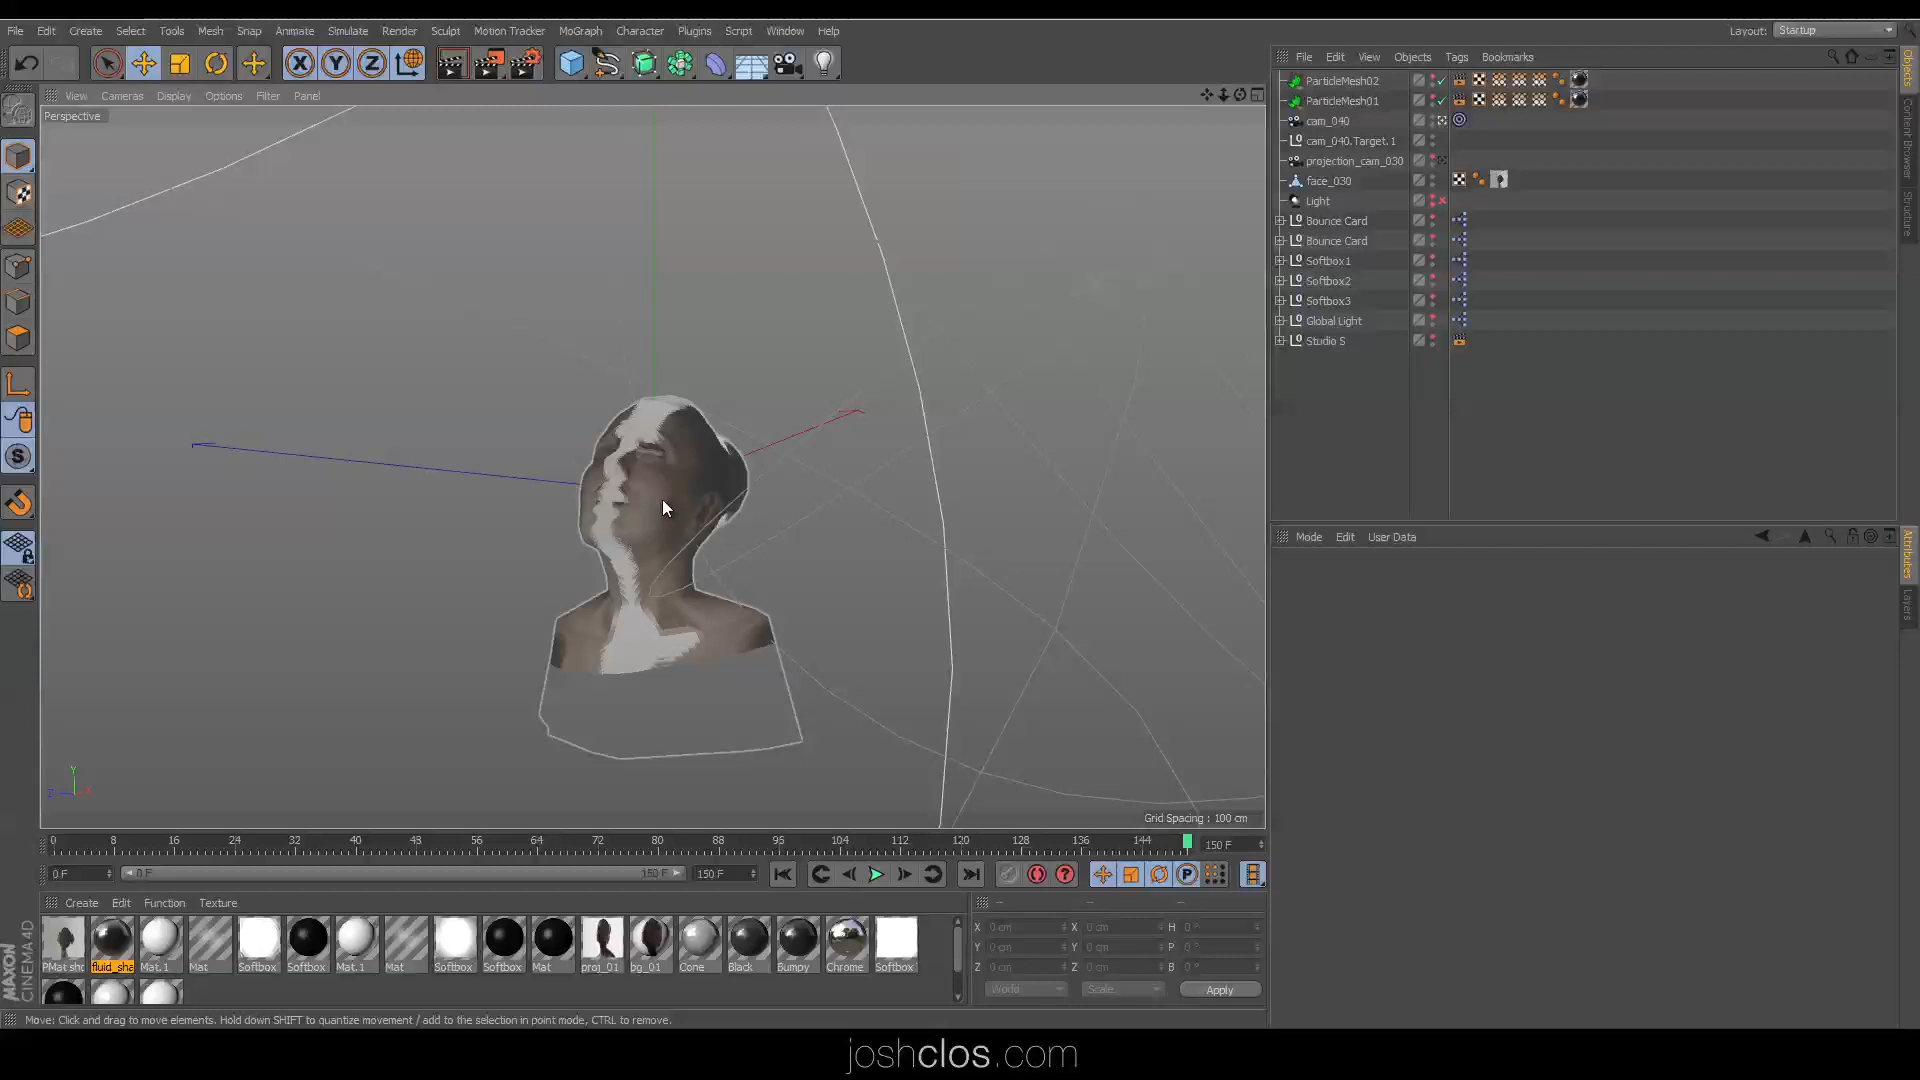 File Edit Create Select Tools Mesh Snap Animate Simulate Render Sculpt Motion Tracker MoGraph Character Plugins Script Window Help
Layout: Startup
File Edit View Objects Tags Bookmarks
View Cameras Display Options Filter Panel
Perspective
ParticleMesh02
ParticleMesh01
cam_040
cam_040.Target.1
projection_cam_030
face_030
Light
Bounce Card
Bounce Card
Softbox1
Softbox2
Softbox3
Global Light
Studio S
Objects
Content Browser
Structure
Mode Edit User Data
Attributes
Layers
Grid Spacing : 100 cm
0 8 16 24 32 40 48 56 64 72 80 88 96 104 112 120 128 136 144 150 F
0 F 0 F 150 F 150 F
Create Edit Function Texture
PMat sho fluid_sha Mat.1 Mat Softbox Softbox Mat.1 Mat Softbox Softbox Mat proj_01 bg_01 Cone Black Bumpy Chrome Softbox
X 0 cm X 0 cm H 0 °
Y 0 cm Y 0 cm P 0 °
Z 0 cm Z 0 cm B 0 °
World Scale Apply
MAXON
CINEMA 4D
Move: Click and drag to move elements. Hold down SHIFT to quantize movement / add to the selection in point mode, CTRL to remove.
joshclos.com